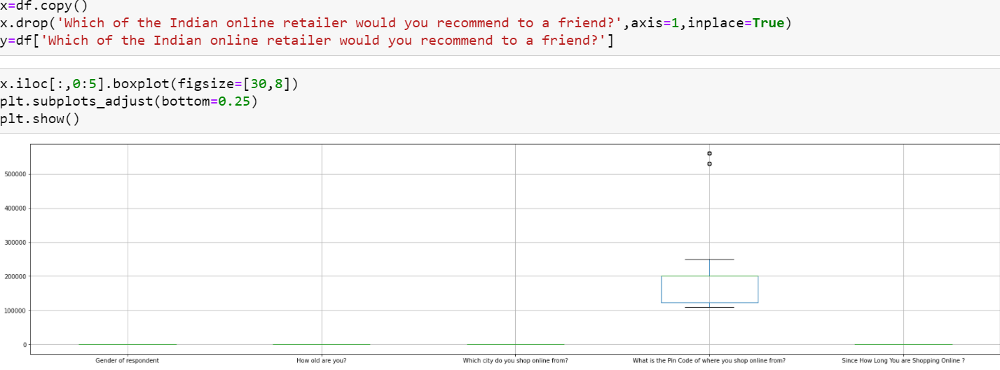 x=df.copy()
x.drop('Which of the Indian online retailer would you recommend to a friend?',axis=1,inplace=True)
y=df['Which of the Indian online retailer would you recommend to a friend?']
x.iloc[:,0:5].boxplot(figsize=[30,8])
plt.subplots_adjust(bottom=0.25)
plt.show()
500000
400000
300000
200000
100000
0
Gender of respondent How old are you? Which city do you shop online from? What is the Pin Code of where you shop online from? Since How Long You are Shopping Online ?